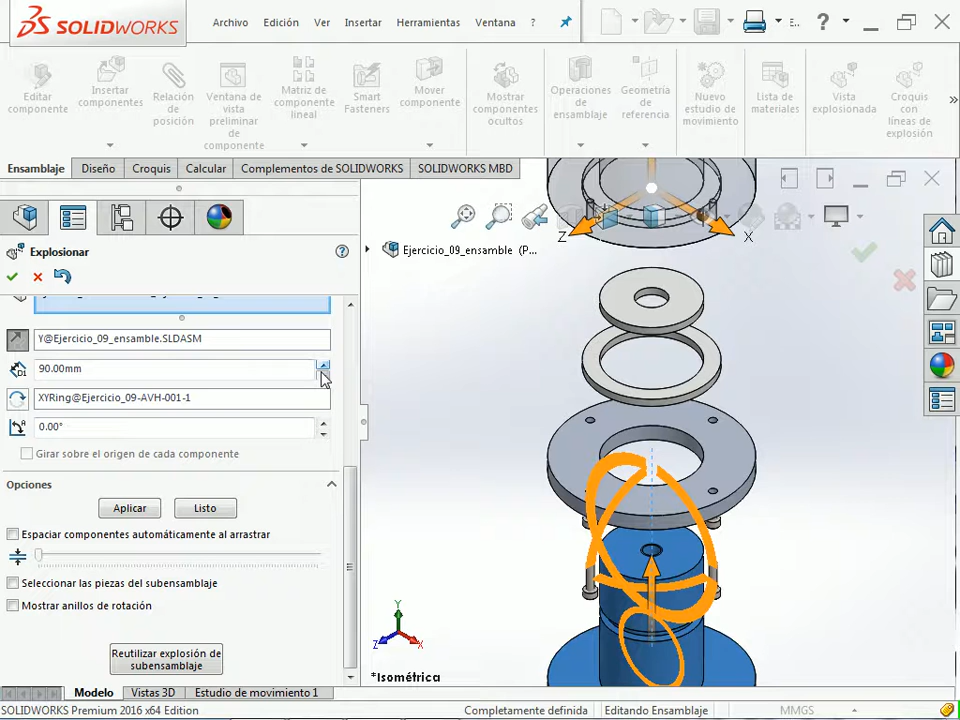 SOLIDWORKS
Archivo Edición Ver Insertar Herramientas Ventana ? E... ?
Editar componente
Insertar componentes
Relación de posición
Ventana de vista preliminar de componente
Matriz de componente lineal
Smart Fasteners
Mover componente
Mostrar componentes ocultos
Operaciones de ensamblaje
Geometría de referencia
Nuevo estudio de movimiento
Lista de materiales
Vista explosionada
Croquis con líneas de explosión
Ensamblaje Diseño Croquis Calcular Complementos de SOLIDWORKS SOLIDWORKS MBD
Z X
Explosionar ?
Ejercicio_09_ensamble (P...
Y@Ejercicio_09_ensamble.SLDASM
90.00mm
XYRing@Ejercicio_09-AVH-001-1
0.00°
Girar sobre el origen de cada componente
Opciones
Aplicar Listo
Espaciar componentes automáticamente al arrastrar
Seleccionar las piezas del subensamblaje
Mostrar anillos de rotación
Reutilizar explosión de
subensamblaje
Y
Z X
*Isométrica
Modelo Vistas 3D Estudio de movimiento 1
SOLIDWORKS Premium 2016 x64 Edition Completamente definida Editando Ensamblaje MMGS